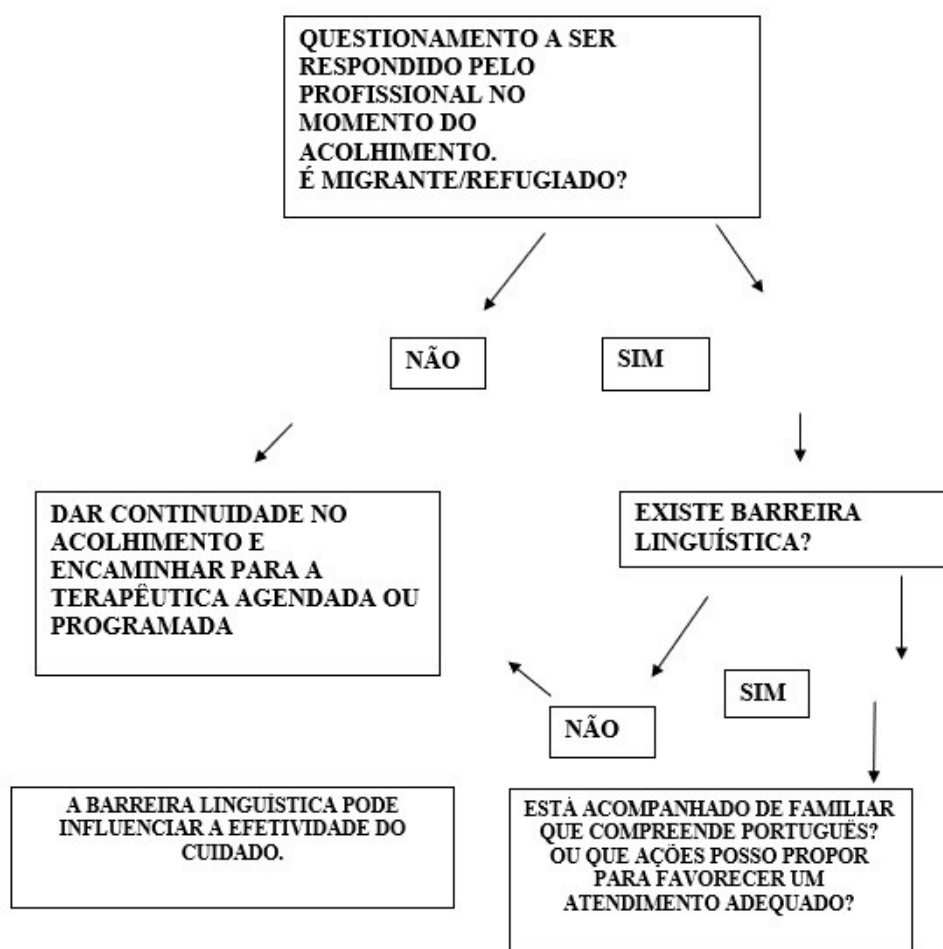 QUESTIONAMENTO A SER
RESPONDIDO PELO
PROFISSIONAL NO
MOMENTO DO
ACOLHIMENTO.
É MIGRANTE/REFUGIADO?
NÃO
SIM
DAR CONTINUIDADE NO
ACOLHIMENTO E
ENCAMINHAR PARA A
TERAPÊUTICA AGENDADA OU
PROGRAMADA
EXISTE BARREIRA
LINGUÍSTICA?
NÃO
SIM
A BARREIRA LINGUÍSTICA PODE
INFLUENCIAR A EFETIVIDADE DO
CUIDADO.
ESTÁ ACOMPANHADO DE FAMILIAR
QUE COMPREENDE PORTUGUÊS?
OU QUE AÇÕES POSSO PROPOR
PARA FAVORECER UM
ATENDIMENTO ADEQUADO?